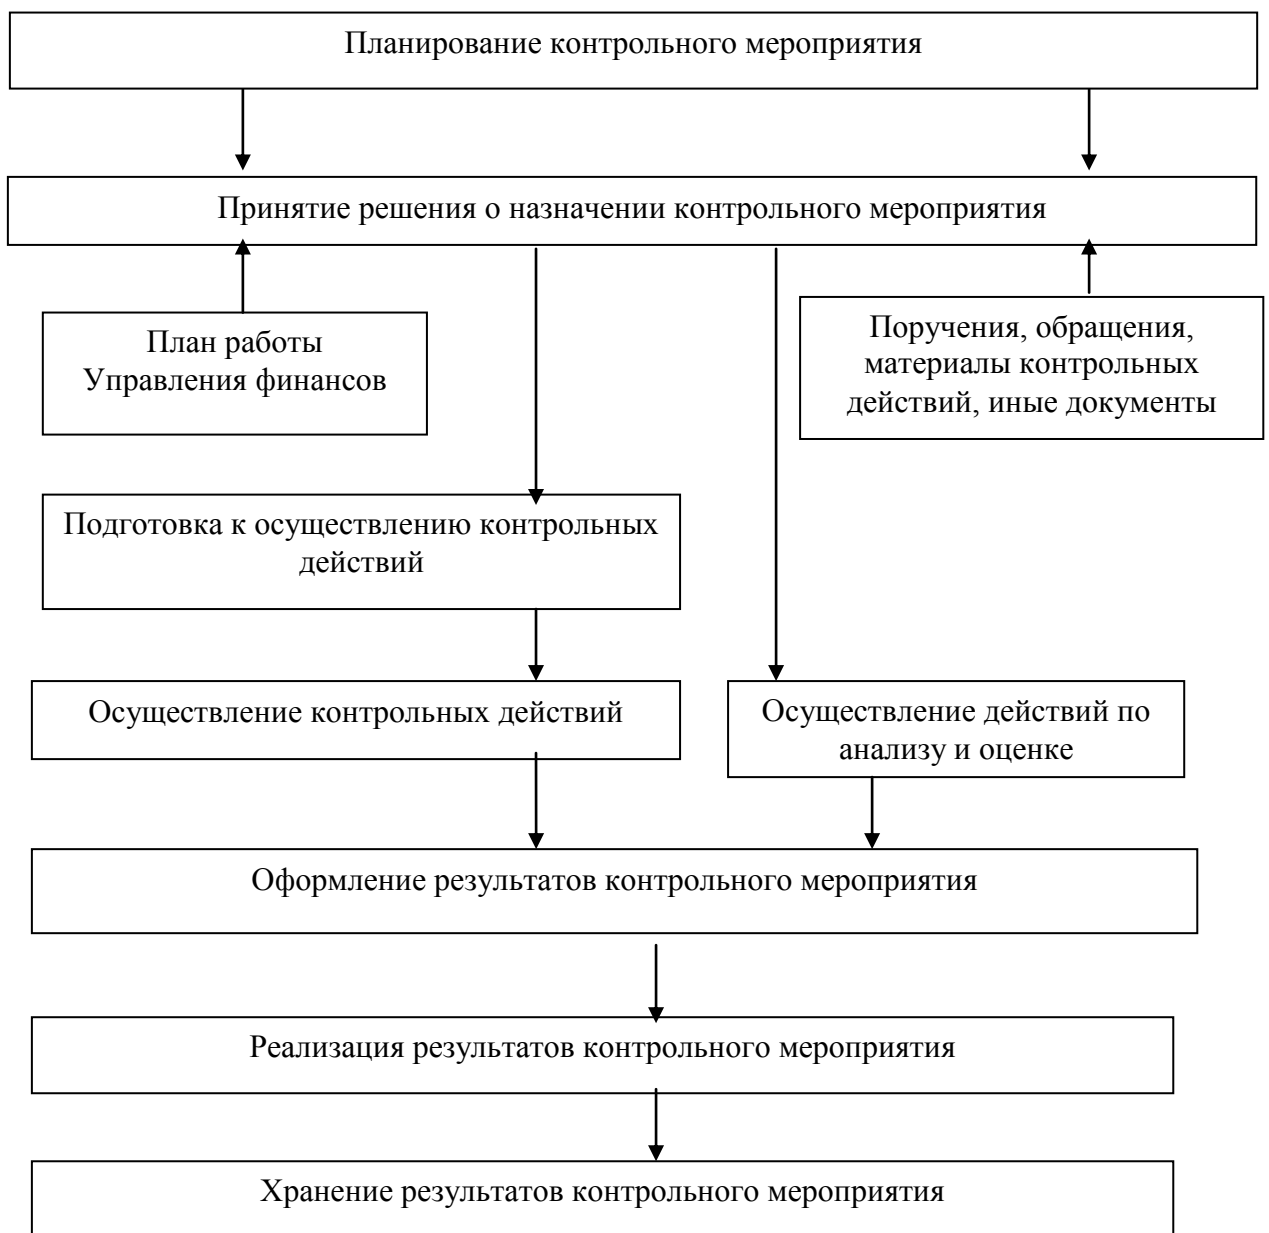 Планирование контрольного мероприятия
Принятие решения о назначении контрольного мероприятия
План работы
Управления финансов
Поручения, обращения,
материалы контрольных
действий, иные документы
Подготовка к осуществлению контрольных
действий
Осуществление контрольных действий
Осуществление действий по
анализу и оценке
Оформление результатов контрольного мероприятия
Реализация результатов контрольного мероприятия
Хранение результатов контрольного мероприятия